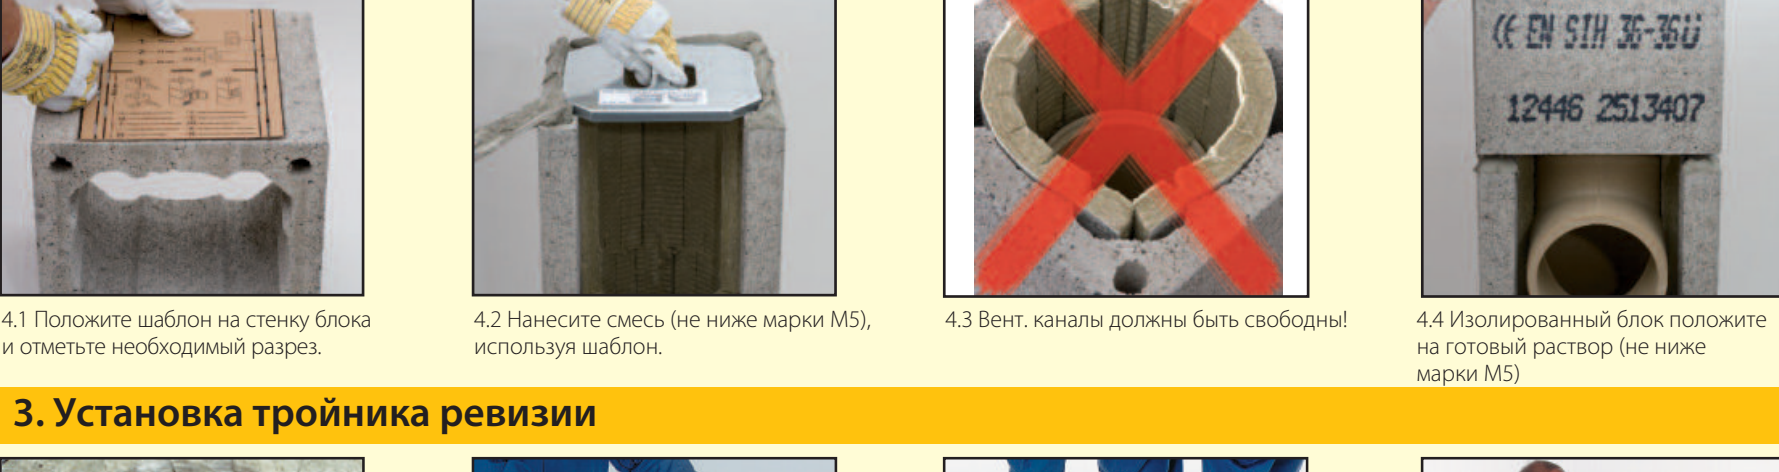 CE EN SIH 36-36Ü
12446 2513407
4.1 Положите шаблон на стенку блока
и отметьте необходимый разрез.
4.2 Нанесите смесь (не ниже марки М5),
используя шаблон.
4.3 Вент. каналы должны быть свободны!
4.4 Изолированный блок положите
на готовый раствор (не ниже
марки М5)
3. Установка тройника ревизии